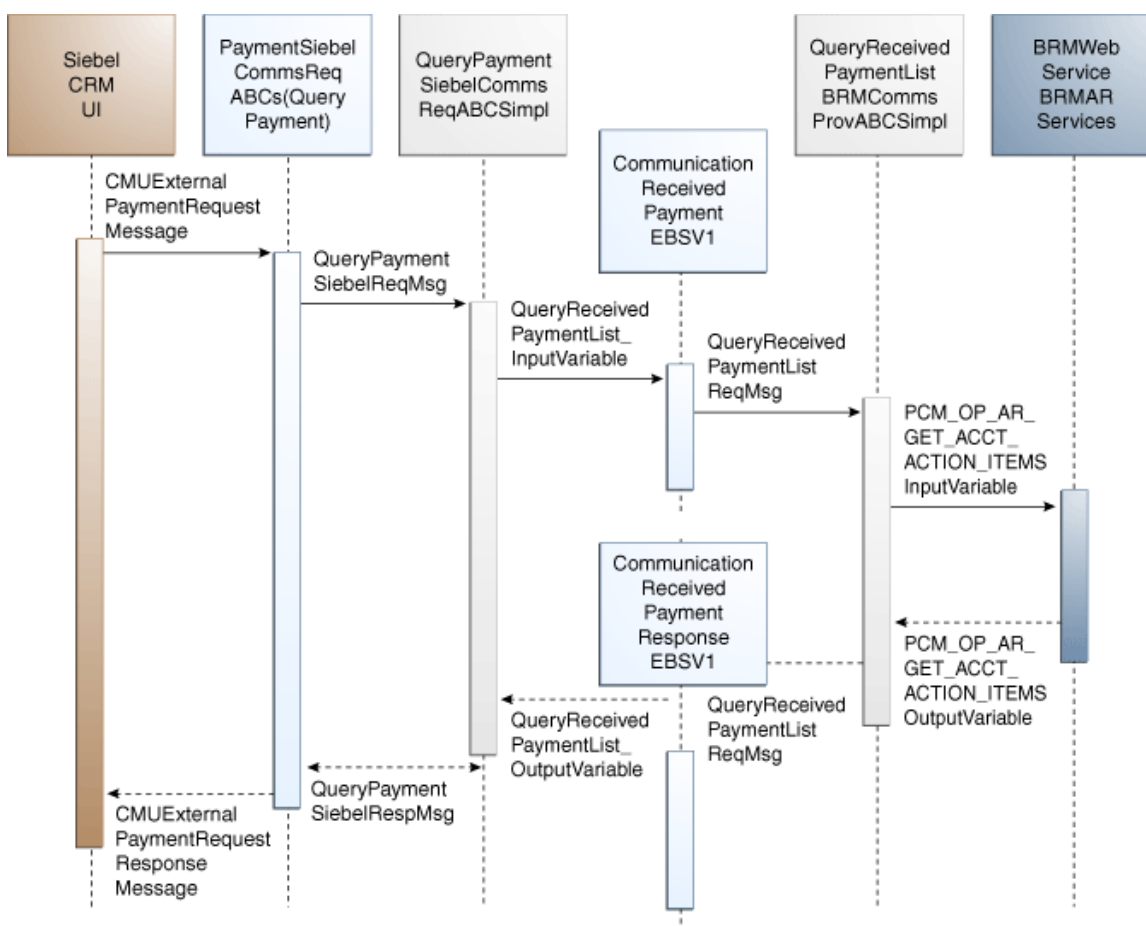 Siebel
CRM
UI
PaymentSiebel
CommsReq
ABCs(Query
Payment)
QueryPayment
SiebelComms
ReqABCSimpl
Communication
Received
Payment
EBSV1
QueryReceived
PaymentList
BRMComms
ProvABCSimpl
BRMWeb
Service
BRMAR
Services
CMUExternal
PaymentRequest
Message
QueryPayment
SiebelReqMsg
QueryReceived
PaymentList_
InputVariable
QueryReceived
PaymentList
ReqMsg
PCM_OP_AR_
GET_ACCT_
ACTION_ITEMS
InputVariable
Communication
Received
Payment
Response
EBSV1
PCM_OP_AR_
GET_ACCT_
ACTION_ITEMS
OutputVariable
QueryReceived
PaymentList
ReqMsg
QueryReceived
PaymentList_
OutputVariable
QueryPayment
SiebelRespMsg
CMUExternal
PaymentRequest
Response
Message